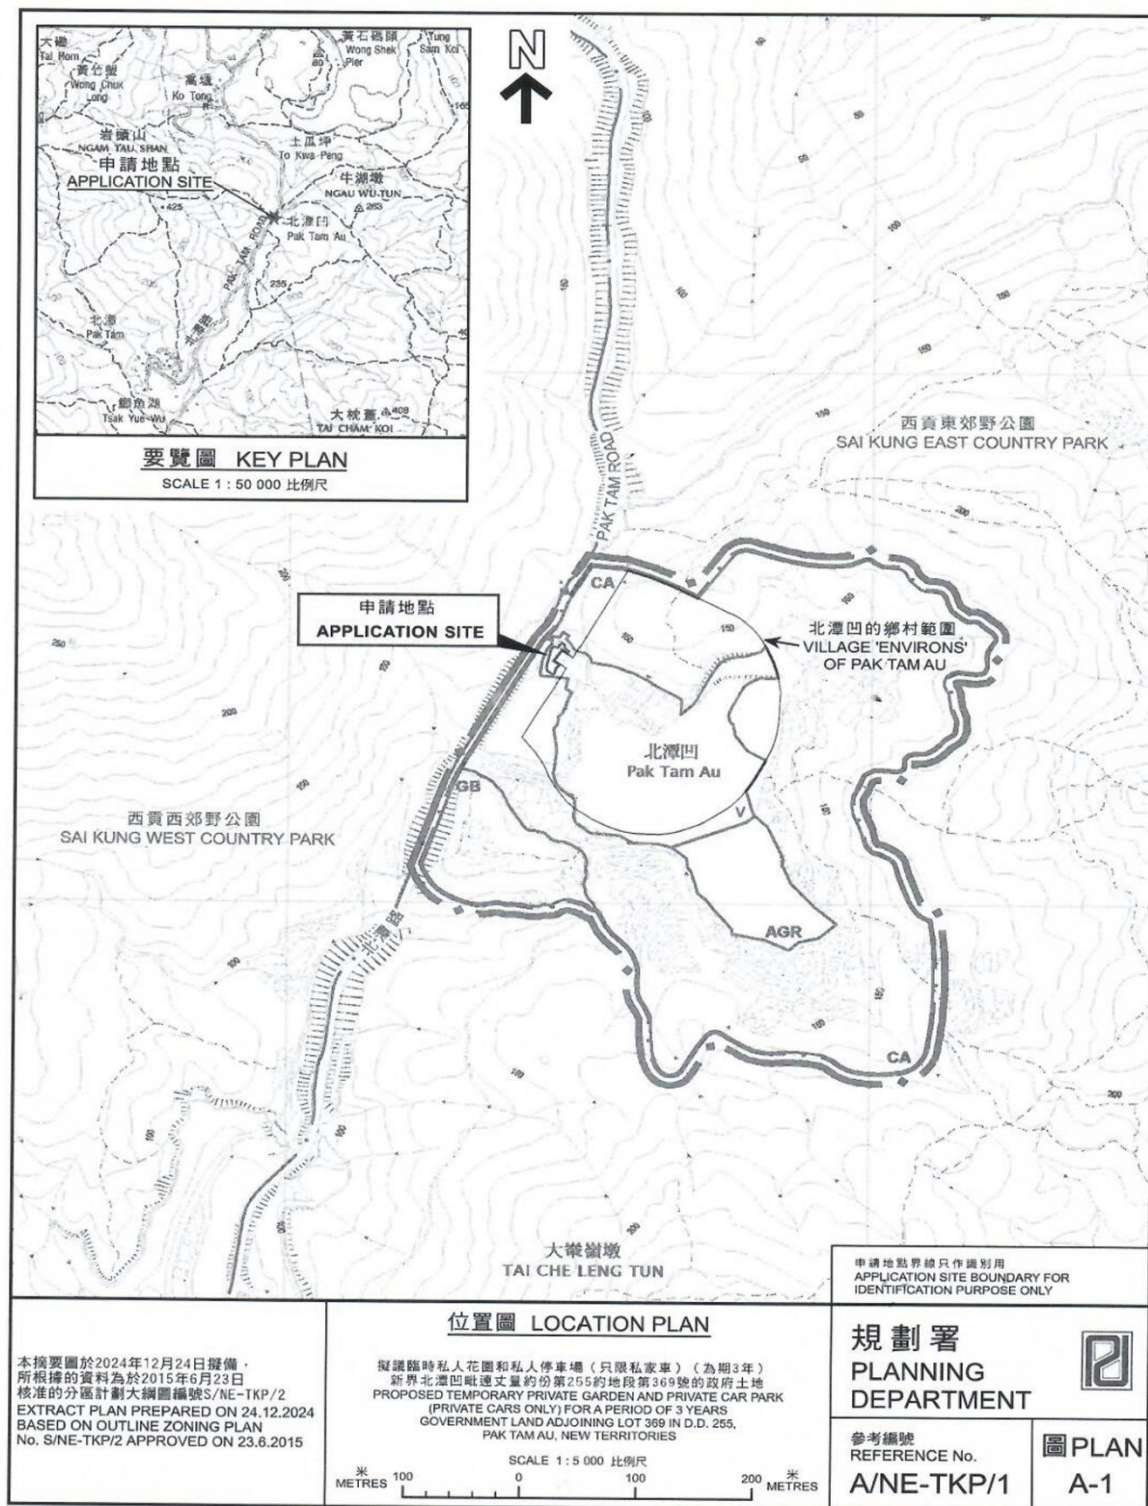 大磡
Tai Hom
黃竹塱
Wong Chuk
Long
高塘
Ko Tong
黃石碼頭
Wong Shek
Pier
Tung
Sam Koi
80
165
岩頭山
NGAM TAU SHAN
土瓜坪
To Kwa Peng
申請地點
APPLICATION SITE
牛湖墩
NGAU WU TUN
425
263
北潭凹
Pak Tam Au
PAK TAM ROAD
235
北潭
Pak Tam
北潭路
鯽魚湖
Tsak Yue Wu
大枕蓋
408
TAI CHAM KOI
要覽圖 KEY PLAN
SCALE 1 : 50 000 比例尺
N
PAK TAM ROAD
西貢東郊野公園
SAI KUNG EAST COUNTRY PARK
CA
申請地點
APPLICATION SITE
北潭凹的鄉村範圍
VILLAGE 'ENVIRONS'
OF PAK TAM AU
北潭凹
Pak Tam Au
GB
V
西貢西郊野公園
SAI KUNG WEST COUNTRY PARK
AGR
北潭路
CA
大輋嶺墩
TAI CHE LENG TUN
申請地點界線只作識別用
APPLICATION SITE BOUNDARY FOR
IDENTIFICATION PURPOSE ONLY
本摘要圖於2024年12月24日擬備，
所根據的資料為於2015年6月23日
核准的分區計劃大綱圖編號S/NE-TKP/2
EXTRACT PLAN PREPARED ON 24.12.2024
BASED ON OUTLINE ZONING PLAN
No. S/NE-TKP/2 APPROVED ON 23.6.2015
位置圖 LOCATION PLAN
擬議臨時私人花園和私人停車場（只限私家車）（為期3年）
新界北潭凹毗連丈量約份第255約地段第369號的政府土地
PROPOSED TEMPORARY PRIVATE GARDEN AND PRIVATE CAR PARK
(PRIVATE CARS ONLY) FOR A PERIOD OF 3 YEARS
GOVERNMENT LAND ADJOINING LOT 369 IN D.D. 255,
PAK TAM AU, NEW TERRITORIES
SCALE 1 : 5 000 比例尺
米
METRES 100 0 100 200 米
METRES
規劃署
PLANNING
DEPARTMENT
參考編號
REFERENCE No.
A/NE-TKP/1
圖 PLAN
A-1